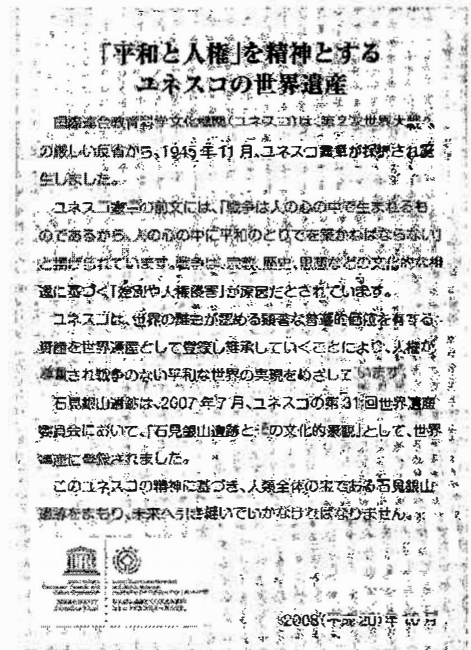 「平和と人権」を精神とする
ユネスコの世界遺産
国際連合教育科学文化機関(ユネスコ)は、第2次世界大戦へ
の厳しい反省から、1945年11月、ユネスコ憲章が採択され誕
生しました。
ユネスコ憲章の前文には、「戦争は人の心の中で生まれるも
のであるから、人の心の中に平和のとりでを築かねばならない」
と掲げられています。戦争は、宗教、歴史、思想などの文化的な相
違に基づく「差別や人権侵害」が原因だとされています。
ユネスコは、世界の誰もが認める顕著な普遍的価値を有する
資産を世界遺産として登録し継承していくことにより、人権が
尊重され戦争のない平和な世界の実現をめざして います。
石見銀山遺跡は、2007年7月、ユネスコの第31回世界遺産
委員会において、「石見銀山遺跡とその文化的景観」として、世界
遺産に登録されました。
このユネスコの精神に基づき、人類全体の宝である石見銀山
遺跡をまもり、未来へ引き継いでいかなければなりません。
2008(平成20)年 月